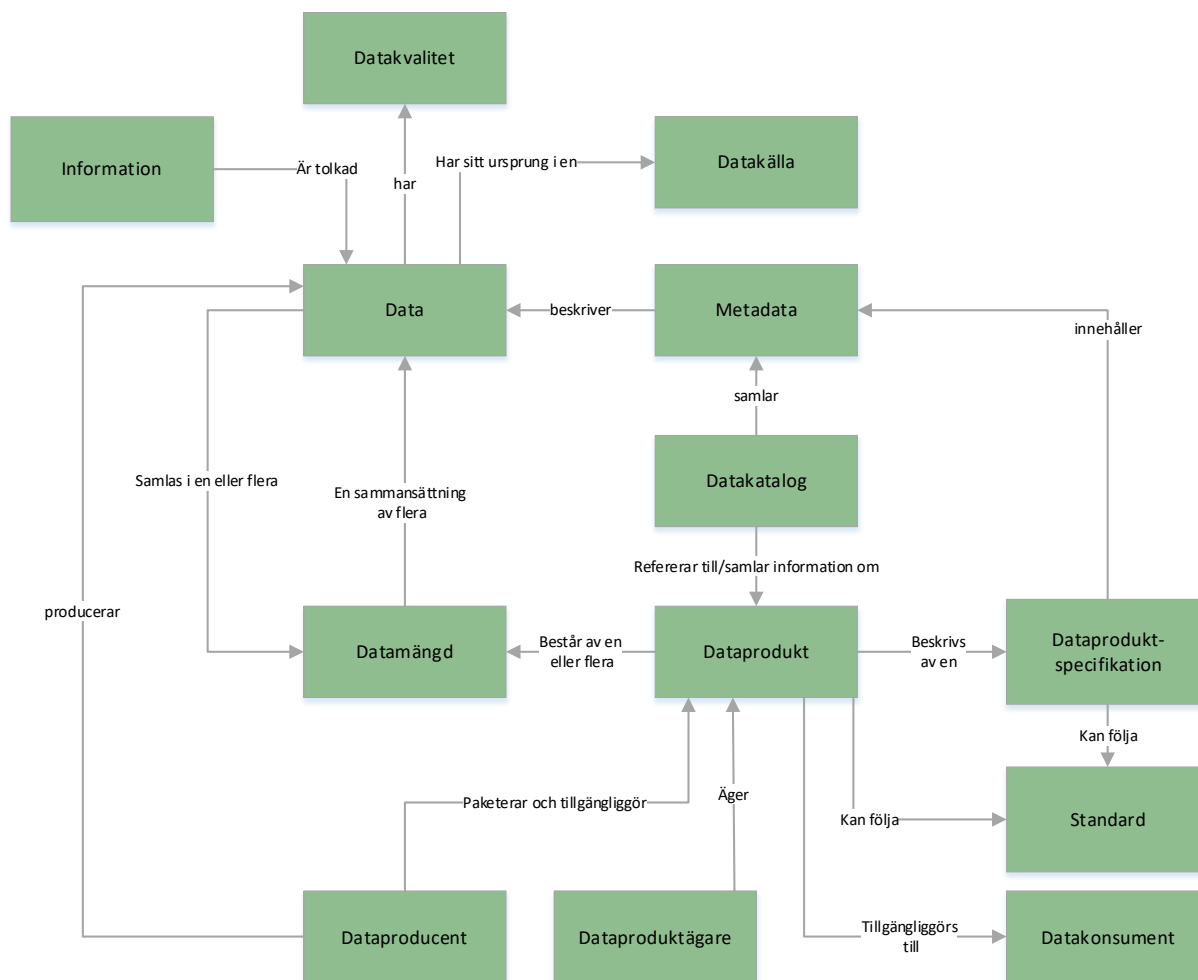 Datakvalitet
Information
Är tolkad
har
Har sitt ursprung i en
Datakälla
Data
beskriver
Metadata
innehåller
samlar
Datakatalog
Samlas i en eller flera
En sammansättning
av flera
Refererar till/samlar information om
producerar
Datamängd
Består av en
eller flera
Dataprodukt
Beskrivs
av en
Dataprodukt-
specifikation
Kan följa
Paketerar och tillgängliggör
Äger
Kan följa
Standard
Dataproducent
Dataproduktägare
Tillgängliggörs
till
Datakonsument